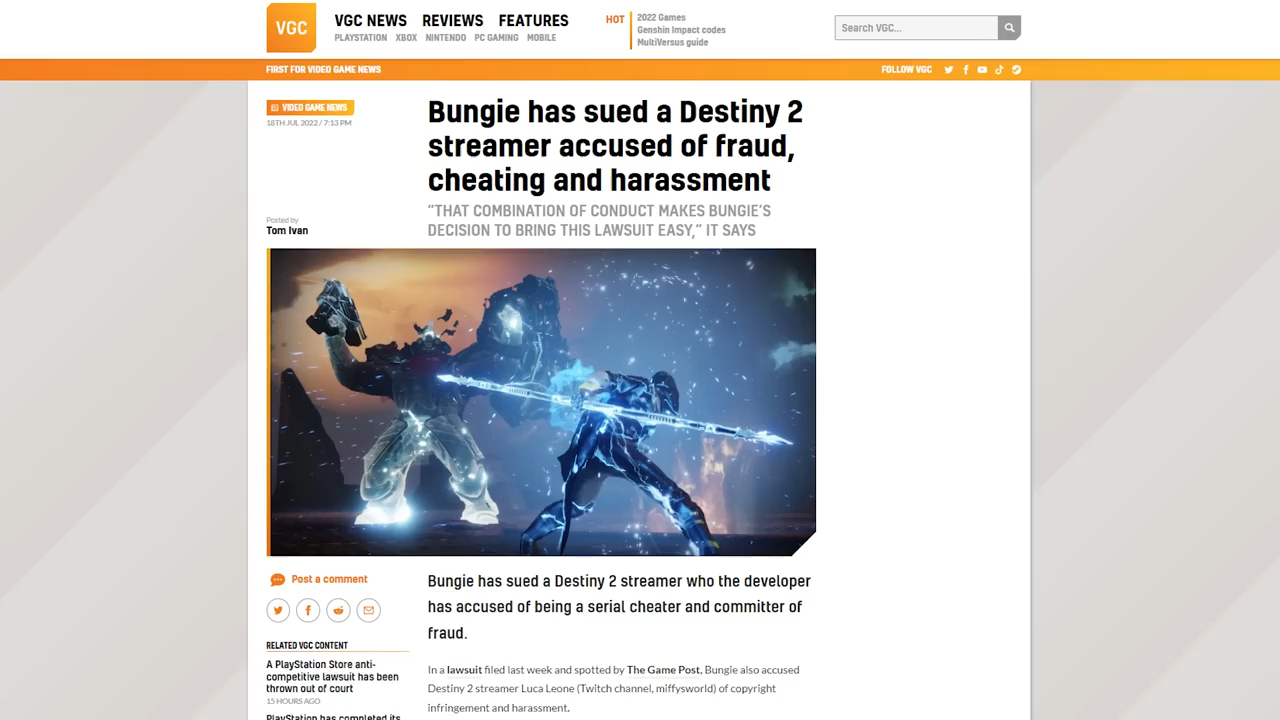 VGC
VGC NEWS REVIEWS FEATURES
PLAYSTATION XBOX NINTENDO PC GAMING MOBILE
HOT
2022 Games
Genshin Impact codes
MultiVersus guide
Search VGC...
FIRST FOR VIDEO GAME NEWS
FOLLOW VGC
VIDEO GAME NEWS
18TH JUL 2022 / 7:13 PM
Bungie has sued a Destiny 2
streamer accused of fraud,
cheating and harassment
“THAT COMBINATION OF CONDUCT MAKES BUNGIE’S
DECISION TO BRING THIS LAWSUIT EASY,” IT SAYS
Posted by
Tom Ivan
Post a comment
RELATED VGC CONTENT
A PlayStation Store anti-
competitive lawsuit has been
thrown out of court
15 HOURS AGO
PlayStation has completed its
Bungie has sued a Destiny 2 streamer who the developer
has accused of being a serial cheater and committer of
fraud.
In a lawsuit filed last week and spotted by The Game Post, Bungie also accused
Destiny 2 streamer Luca Leone (Twitch channel, miffysworld) of copyright
infringement and harassment.